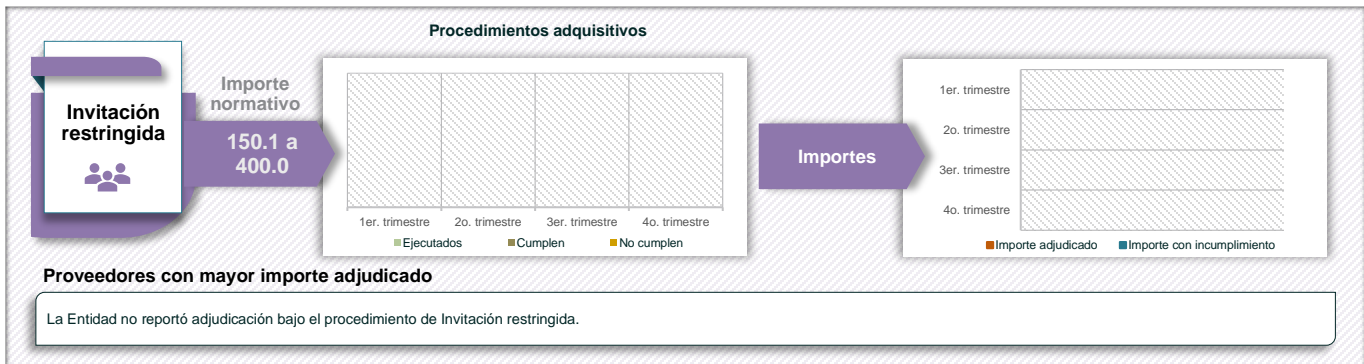 Procedimientos adquisitivos
Invitación
restringida
Importe
normativo
150.1 a
400.0
1er. trimestre 2o. trimestre 3er. trimestre 4o. trimestre
Ejecutados Cumplen No cumplen
Importes
1er. trimestre
2o. trimestre
3er. trimestre
4o. trimestre
Importe adjudicado Importe con incumplimiento
Proveedores con mayor importe adjudicado
La Entidad no reportó adjudicación bajo el procedimiento de Invitación restringida.